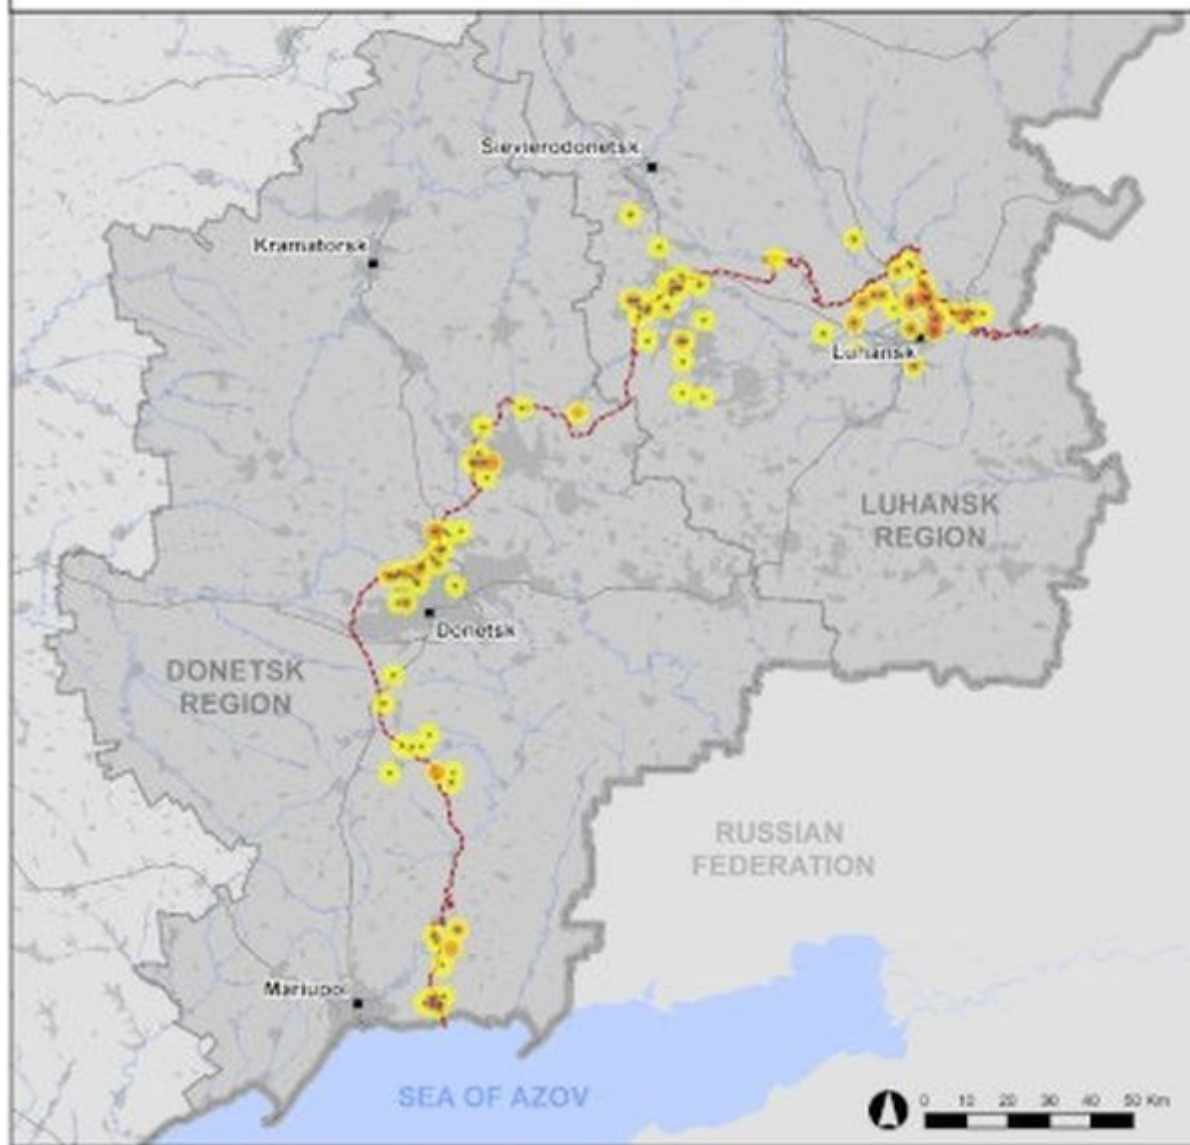 Sievierodonetsk
Kramatorsk
Luhansk
LUHANSK
REGION
Donetsk
DONETSK
REGION
RUSSIAN
FEDERATION
Mariupol
SEA OF AZOV
0 10 20 30 40 50 Km